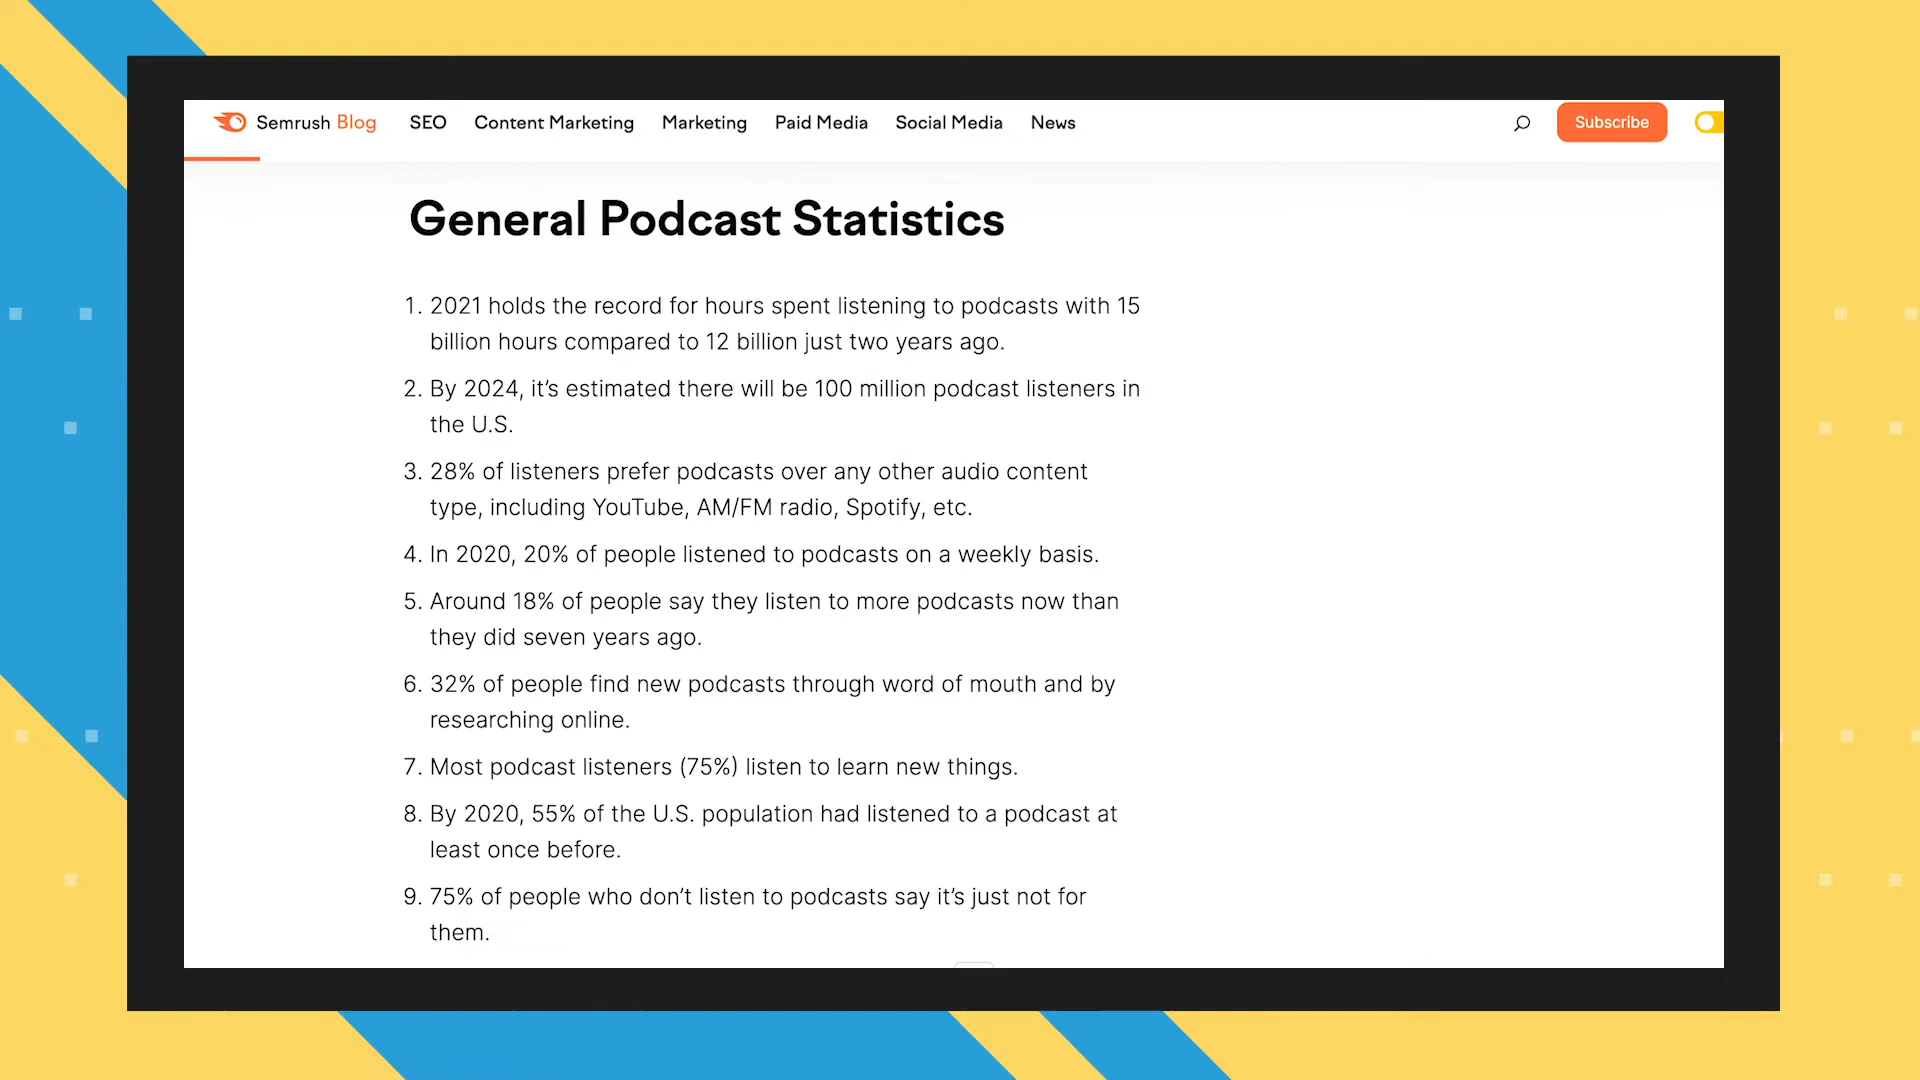 Semrush Blog SEO Content Marketing Marketing Paid Media Social Media News Subscribe
General Podcast Statistics
1. 2021 holds the record for hours spent listening to podcasts with 15
billion hours compared to 12 billion just two years ago.
2. By 2024, it’s estimated there will be 100 million podcast listeners in
the U.S.
3. 28% of listeners prefer podcasts over any other audio content
type, including YouTube, AM/FM radio, Spotify, etc.
4. In 2020, 20% of people listened to podcasts on a weekly basis.
5. Around 18% of people say they listen to more podcasts now than
they did seven years ago.
6. 32% of people find new podcasts through word of mouth and by
researching online.
7. Most podcast listeners (75%) listen to learn new things.
8. By 2020, 55% of the U.S. population had listened to a podcast at
least once before.
9. 75% of people who don’t listen to podcasts say it’s just not for
them.